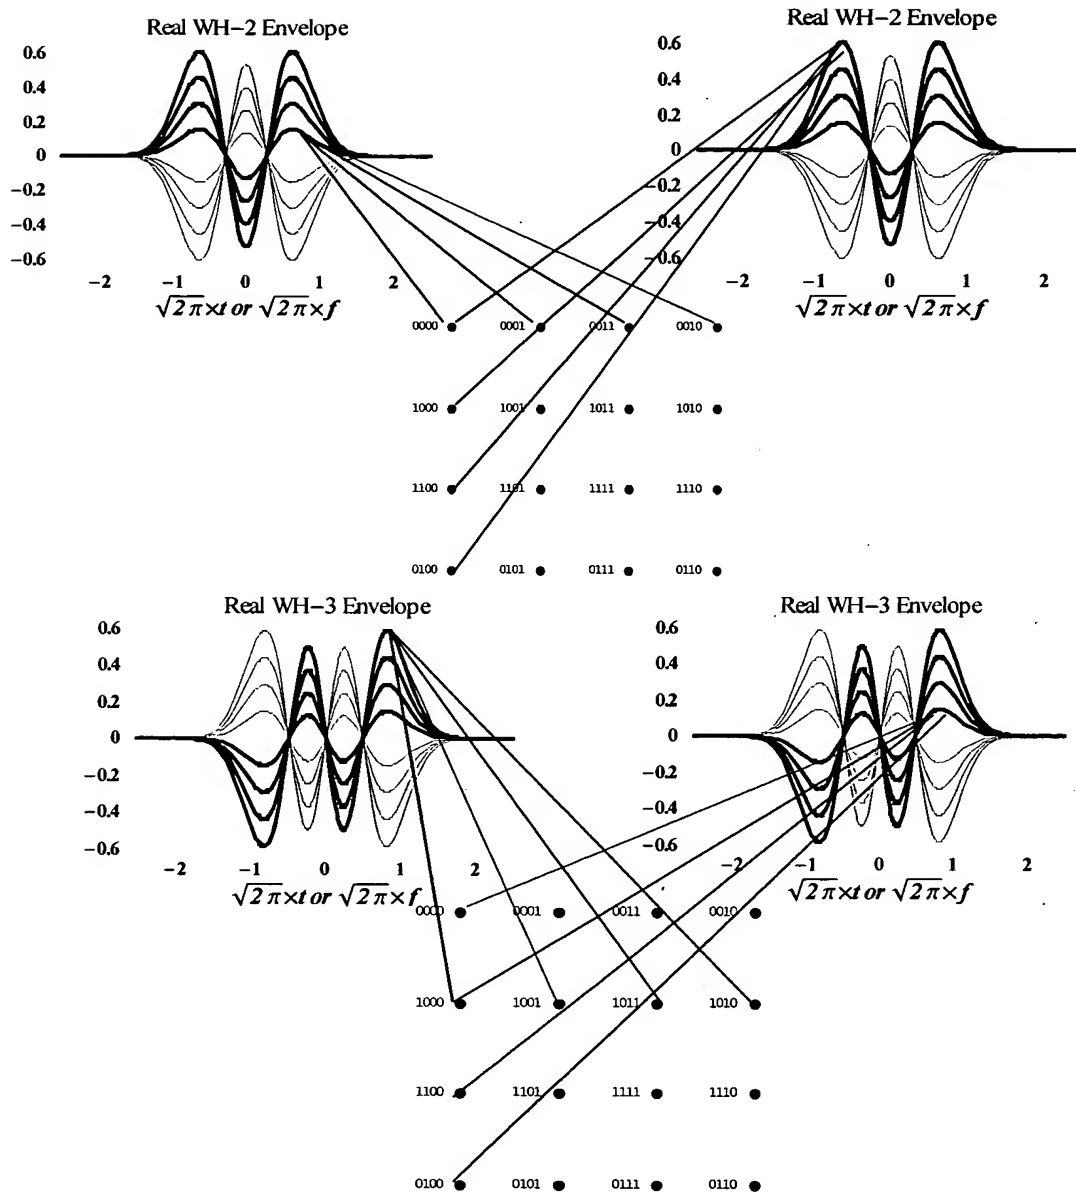 Real WH-2 Envelope
0.6
0.4
0.2
0
-0.2
-0.4
-0.6
-2 -1 0 1 2
√2π×t or √2π×f
Real WH-2 Envelope
0.6
0.4
0.2
0
-0.2
-0.4
-0.6
-2 -1 0 1 2
√2π×t or √2π×f
0000 0001 0011 0010
1000 1001 1011 1010
1100 1101 1111 1110
0100 0101 0111 0110
Real WH-3 Envelope
0.6
0.4
0.2
0
-0.2
-0.4
-0.6
-2 -1 0 1 2
√2π×t or √2π×f
Real WH-3 Envelope
0.6
0.4
0.2
0
-0.2
-0.4
-0.6
-2 -1 0 1 2
√2π×t or √2π×f
0000 0001 0011 0010
1000 1001 1011 1010
1100 1101 1111 1110
0100 0101 0111 0110